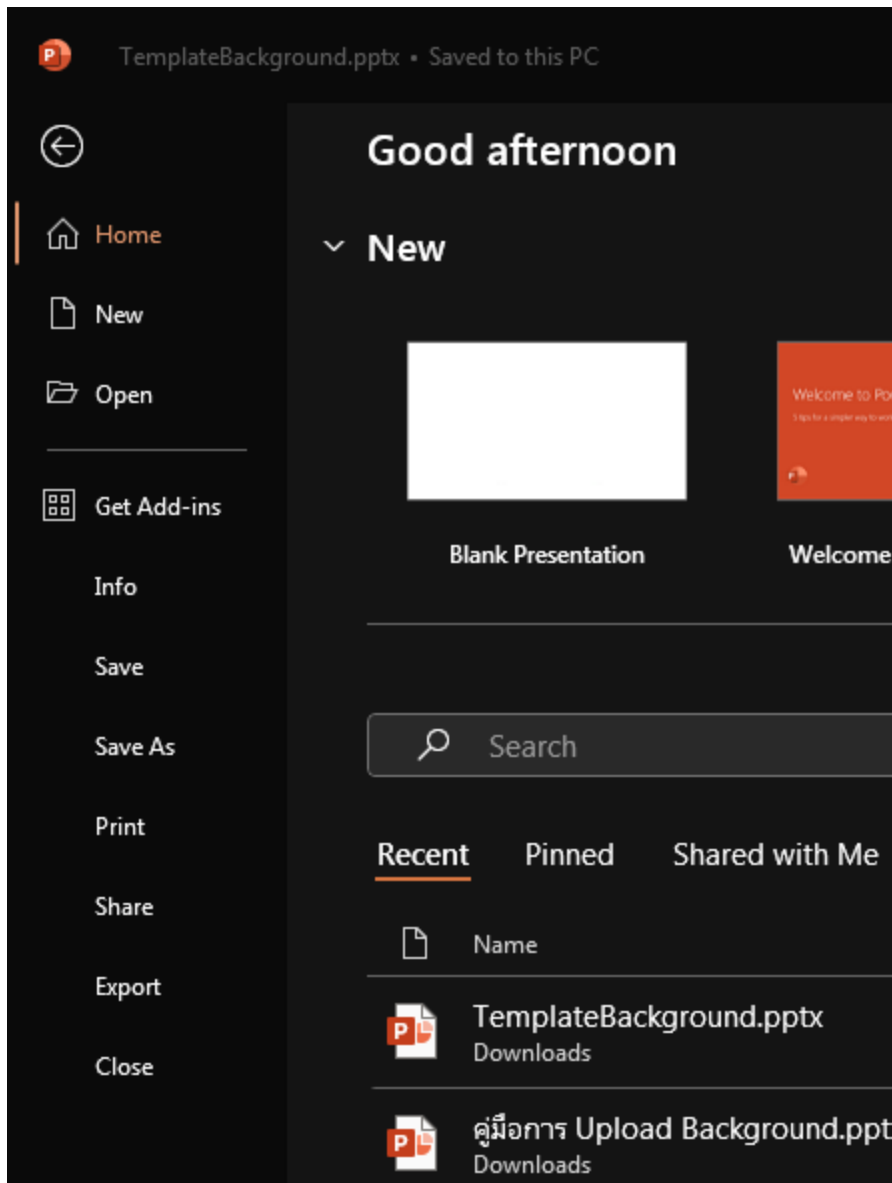 P TemplateBackground.pptx • Saved to this PC
Good afternoon
Home
New
New
Open
Welcome to
Get Add-ins
Blank Presentation
Welcome
Info
Save
Save As
Search
Print
Recent Pinned Shared with Me
Share
Name
Export
P TemplateBackground.pptx
Downloads
Close
P คู่มือการ Upload Background.ppt
Downloads